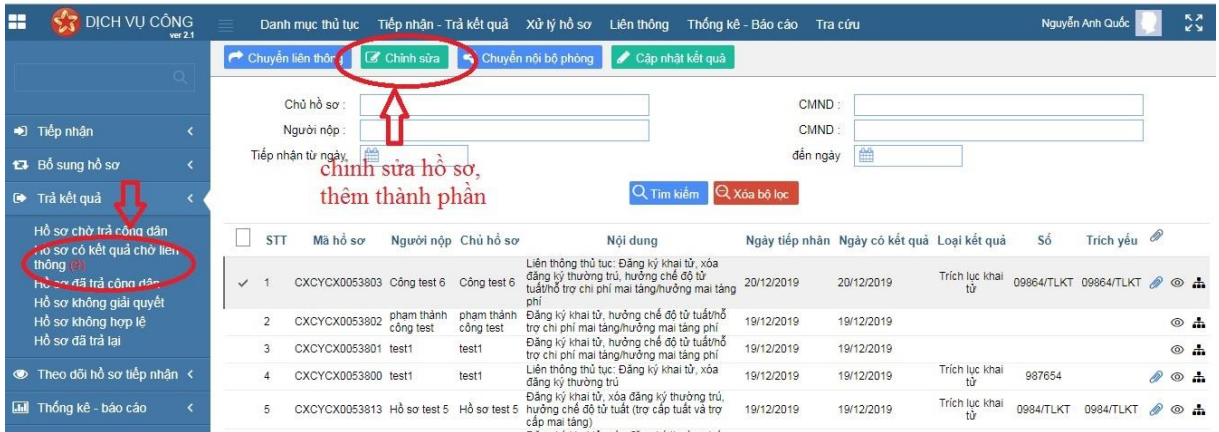 DỊCH VỤ CÔNG
ver 2.1
Danh mục thủ tục Tiếp nhận - Trả kết quả Xử lý hồ sơ Liên thông Thống kê - Báo cáo Tra cứu
Nguyễn Anh Quốc
Chuyển liên thông Chỉnh sửa Chuyển nội bộ phòng Cập nhật kết quả
Chủ hồ sơ : CMND :
Người nộp : CMND :
Tiếp nhận từ ngày, đến ngày
chỉnh sửa hồ sơ,
thêm thành phần
Tìm kiếm Xóa bộ lọc
Tiếp nhận
Bổ sung hồ sơ
Trả kết quả
Hồ sơ chờ trả công dân
Hồ sơ có kết quả chờ liên
thông (9)
Hồ sơ đã trả công dân
Hồ sơ không giải quyết
Hồ sơ không hợp lệ
Hồ sơ đã trả lại
Theo dõi hồ sơ tiếp nhận
Thống kê - báo cáo
STT Mã hồ sơ Người nộp Chủ hồ sơ Nội dung Ngày tiếp nhân Ngày có kết quả Loại kết quả Số Trích yếu
1 CXCYCX0053803 Công test 6 Công test 6 Liên thông thủ tục: Đăng ký khai tử, xóa
đăng ký thường trú, hưởng chế độ tử
tuất/hỗ trợ chi phí mai táng/hưởng mai táng
phí
20/12/2019 20/12/2019 Trích lục khai
tử
09864/TLKT 09864/TLKT
2 CXCYCX0053802 phạm thành
công test
phạm thành
công test
Đăng ký khai tử, hưởng chế độ tử tuất/hỗ
trợ chi phí mai táng/hưởng mai táng phí
19/12/2019 19/12/2019
3 CXCYCX0053801 test1 test1 Đăng ký khai tử, hưởng chế độ tử tuất/hỗ
trợ chi phí mai táng/hưởng mai táng phí
19/12/2019 19/12/2019
4 CXCYCX0053800 test1 test1 Liên thông thủ tục: Đăng ký khai tử, xóa
đăng ký thường trú
19/12/2019 19/12/2019 Trích lục khai
tử
987654
5 CXCYCX0053813 Hồ sơ test 5 Hồ sơ test 5 Đăng ký khai tử, xóa đăng ký thường trú,
hưởng chế độ tử tuất (trợ cấp tuất và trợ
cấp mai táng)
19/12/2019 19/12/2019 Trích lục khai
tử
0984/TLKT 0984/TLKT